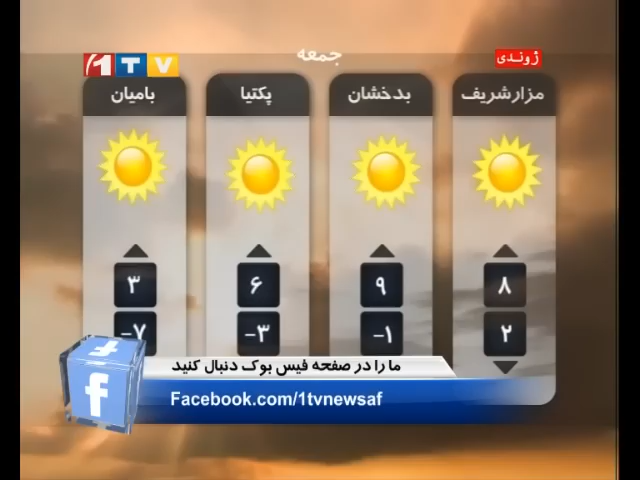 1TV
جمعه
ژوندی
مزارشریف
بدخشان
پکتیا
بامیان
۸
۹
۶
۳
۲
-۱
-۳
-۷
ما را در صفحه فیس بوک دنبال کنید
f
Facebook.com/1tvnewsaf